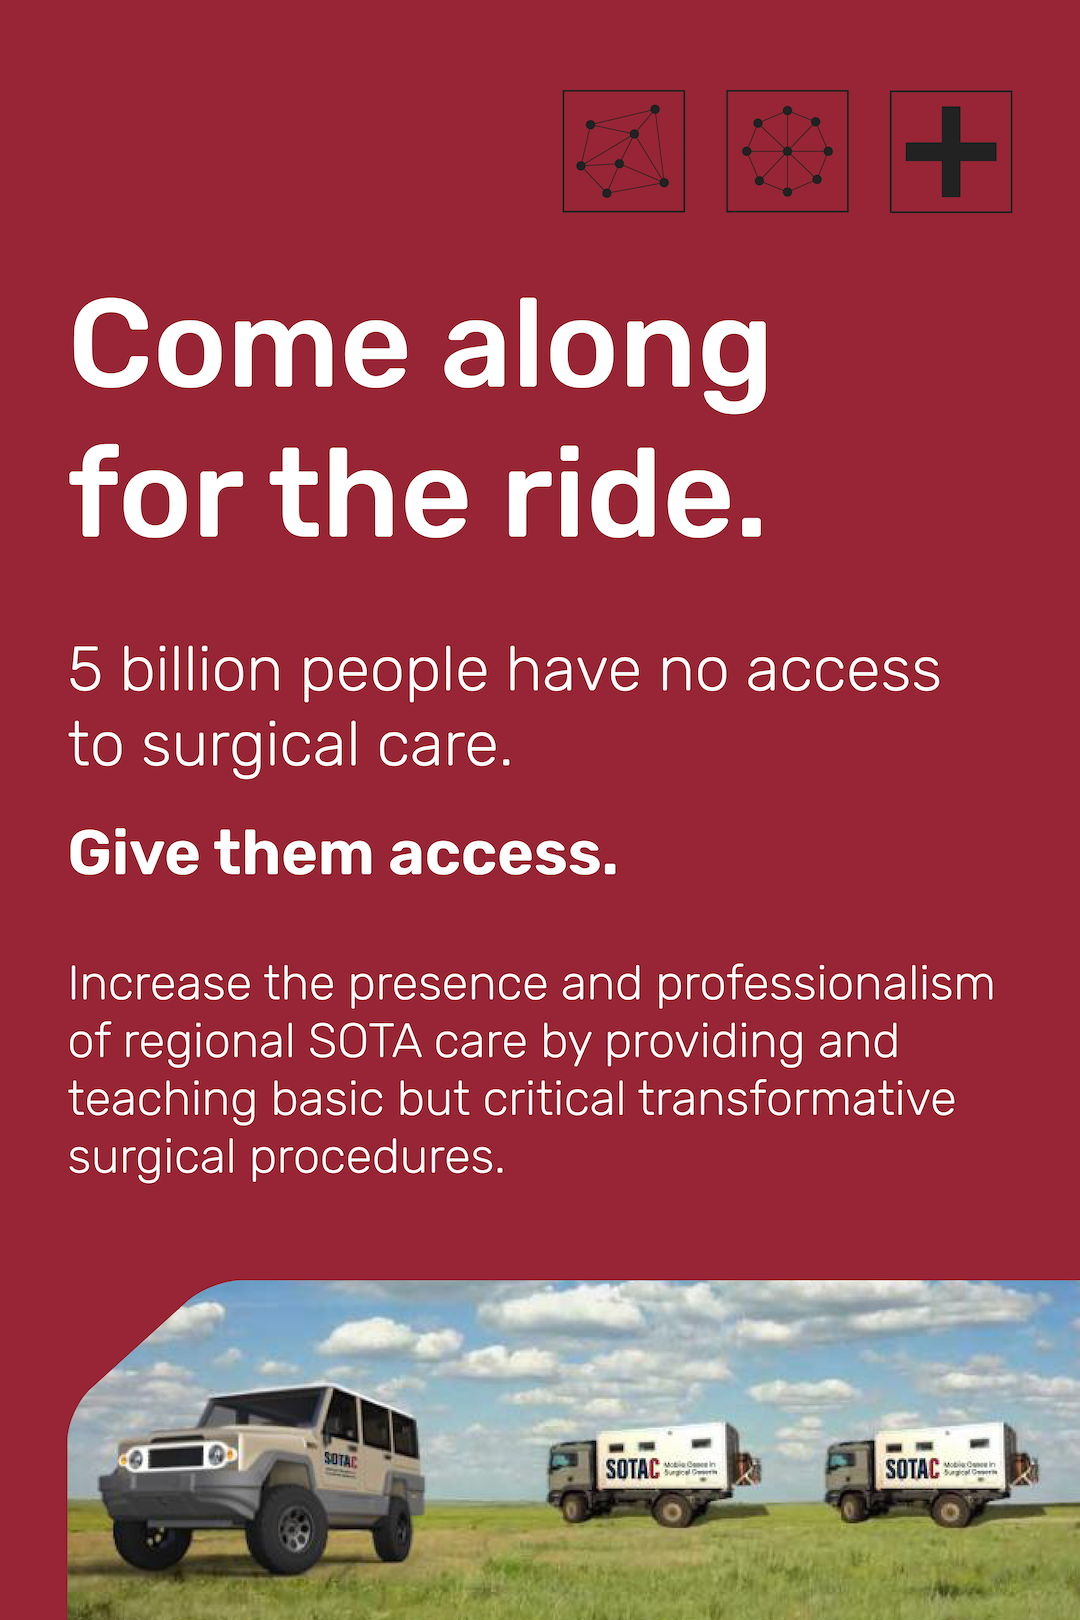 Come along
for the ride.
5 billion people have no access
to surgical care.
Give them access.
Increase the presence and professionalism
of regional SOTA care by providing and
teaching basic but critical transformative
surgical procedures.
SOTAC
SOTAC Mobile Oases in
Surgical Deserts
SOTAC Mobile Oases in
Surgical Deserts